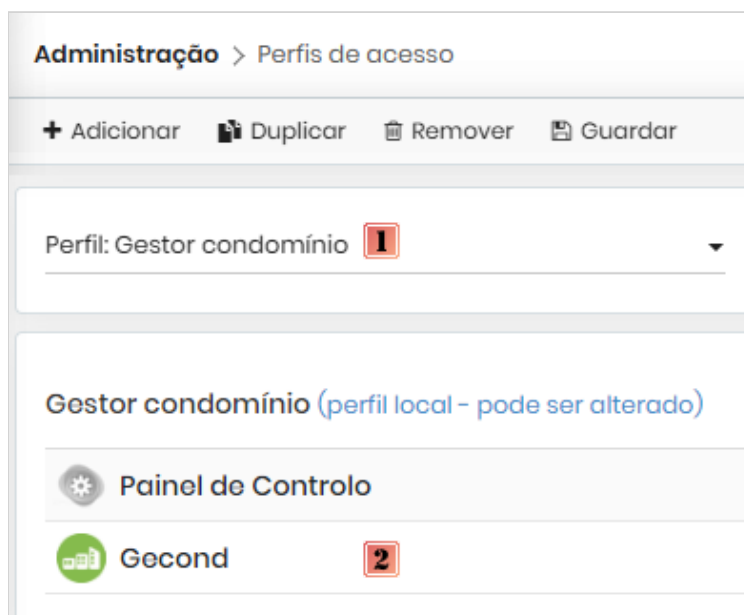 Administração > Perfis de acesso
+ Adicionar Duplicar Remover Guardar
Perfil: Gestor condomínio 1
Gestor condomínio (perfil local - pode ser alterado)
Painel de Controlo
Gecond 2